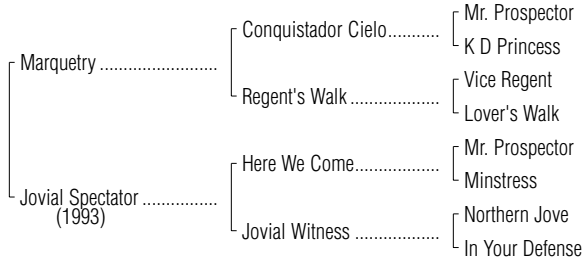 Mr. Prospector
Conquistador Cielo...........
K D Princess
Marquetry .........................
Vice Regent
Regent's Walk ...................
Lover's Walk
Mr. Prospector
Here We Come.................
Minstress
Jovial Spectator ................
(1993)
Northern Jove
Jovial Witness ..................
In Your Defense